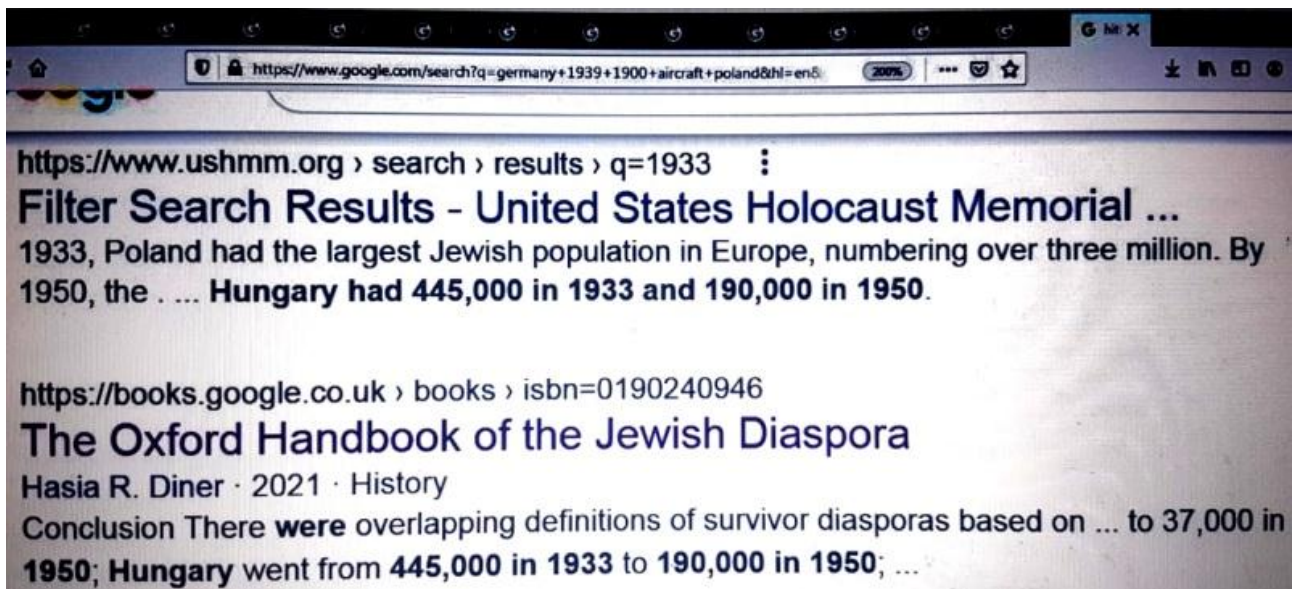 hit
https://www.google.com/search?q=germany+1939+1900+aircraft+poland&hl=en&
200%
https://www.ushmm.org › search › results › q=1933
Filter Search Results - United States Holocaust Memorial ...
1933, Poland had the largest Jewish population in Europe, numbering over three million. By
1950, the . ... Hungary had 445,000 in 1933 and 190,000 in 1950.
https://books.google.co.uk › books › isbn=0190240946
The Oxford Handbook of the Jewish Diaspora
Hasia R. Diner · 2021 · History
Conclusion There were overlapping definitions of survivor diasporas based on ... to 37,000 in
1950; Hungary went from 445,000 in 1933 to 190,000 in 1950; ...